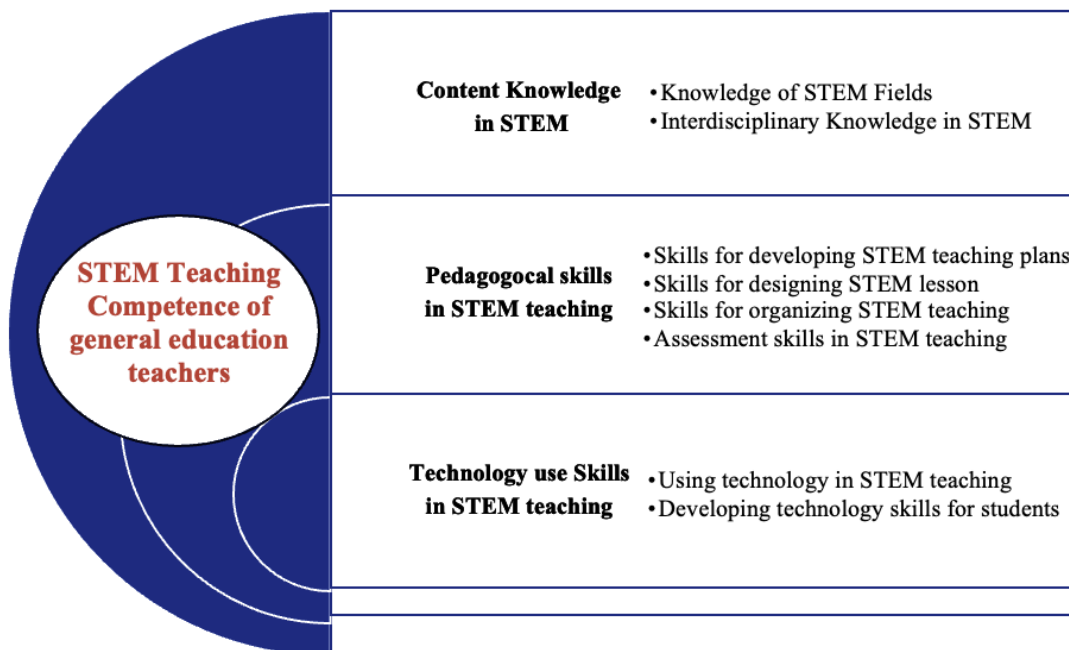 STEM Teaching
Competence of
general education
teachers
Content Knowledge
in STEM
•Knowledge of STEM Fields
•Interdisciplinary Knowledge in STEM
Pedagogocal skills
in STEM teaching
•Skills for developing STEM teaching plans
•Skills for designing STEM lesson
•Skills for organizing STEM teaching
•Assessment skills in STEM teaching
Technology use Skills
in STEM teaching
•Using technology in STEM teaching
•Developing technology skills for students